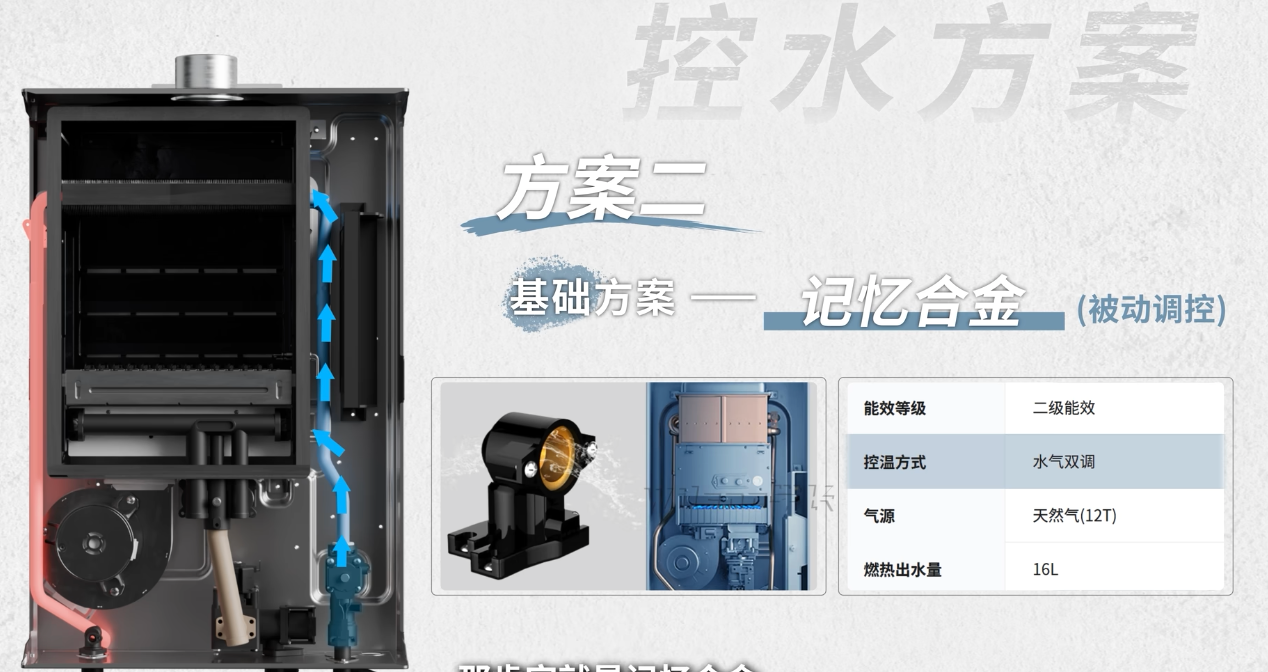 控水方案
方案二
基础方案 —— 记忆合金 (被动调控)
能效等级 二级能效
控温方式 水气双调
气源 天然气(12T)
燃热出水量 16L